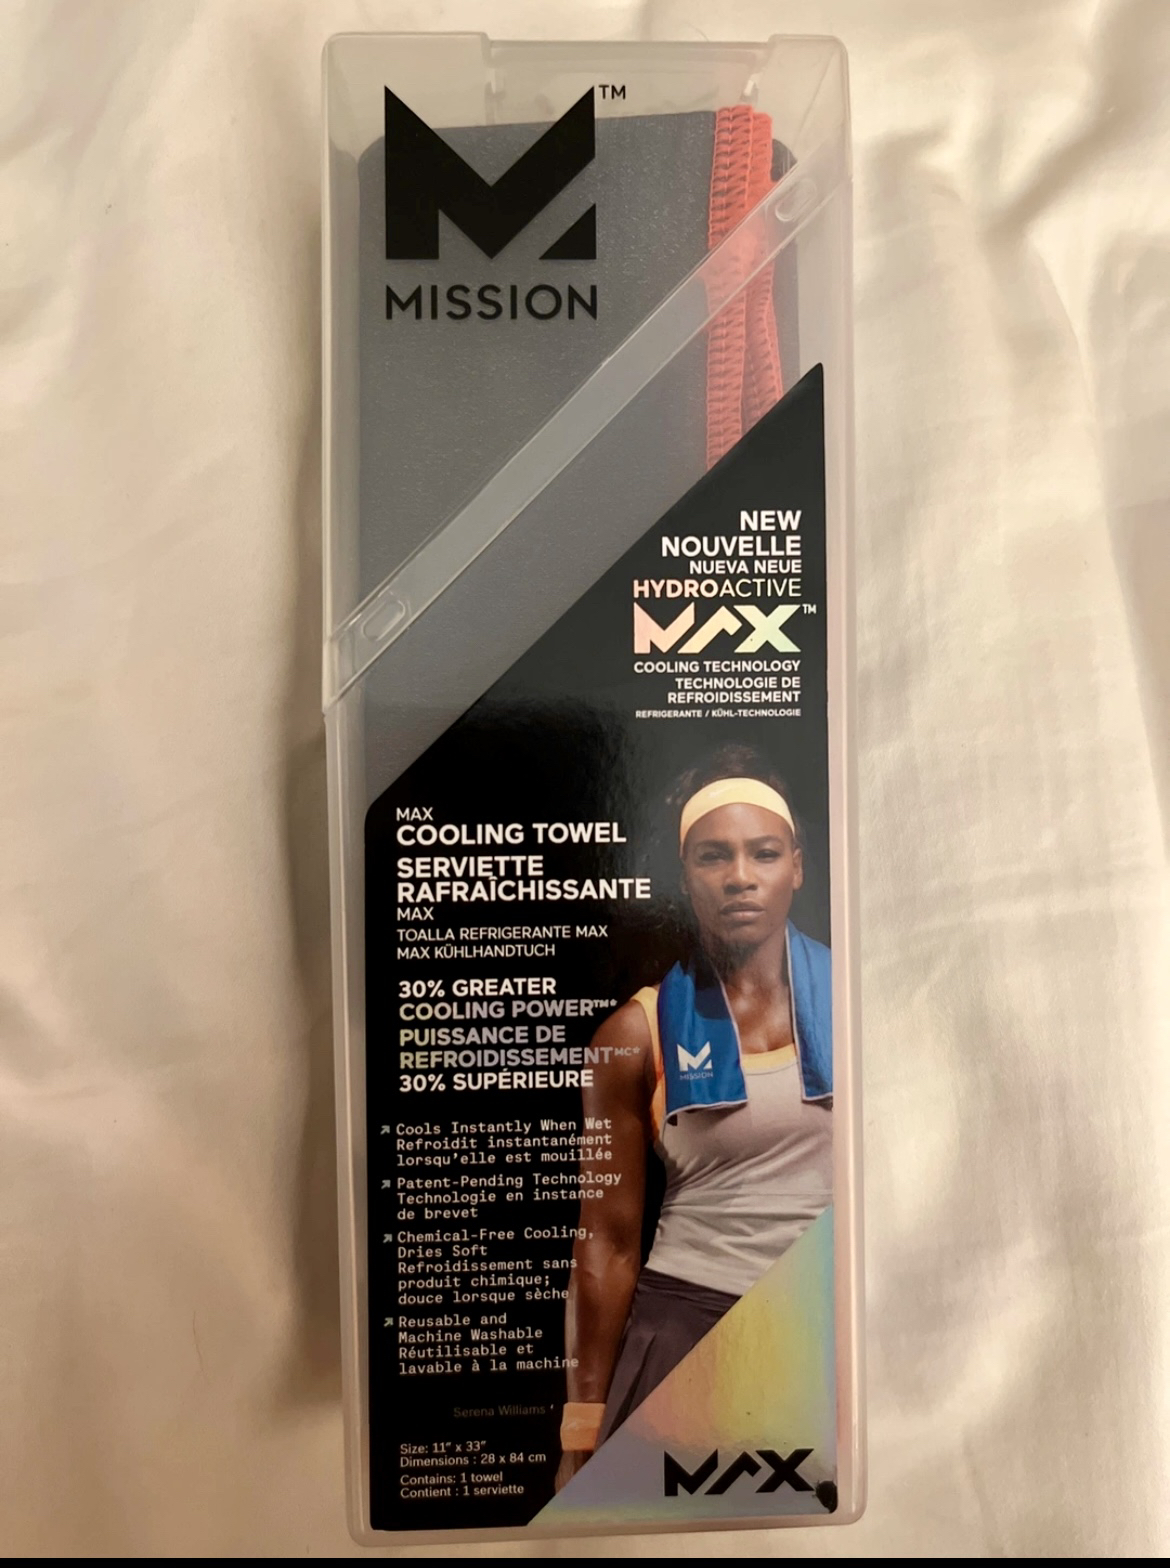 TM
MISSION
NEW
NOUVELLE
NUEVA NEUE
HYDROACTIVE
MAX™
COOLING TECHNOLOGY
TECHNOLOGIE DE
REFROIDISSEMENT
REFRIGERANTE / KÜHL-TECHNOLOGIE
MAX
COOLING TOWEL
SERVIETTE
RAFRAÎCHISSANTE
MAX
TOALLA REFRIGERANTE MAX
MAX KÜHLHANDTUCH
30% GREATER
COOLING POWER™*
PUISSANCE DE
REFROIDISSEMENTMC*
30% SUPÉRIEURE
MISSION
Cools Instantly When Wet
Refroidit instantanément
lorsqu'elle est mouillée
Patent-Pending Technology
Technologie en instance
de brevet
Chemical-Free Cooling,
Dries Soft
Refroidissement sans
produit chimique;
douce lorsque sèche
Reusable and
Machine Washable
Réutilisable et
lavable à la machine
Serena Williams
Size: 11" x 33"
Dimensions : 28 x 84 cm
Contains: 1 towel
Contient : 1 serviette
MAX